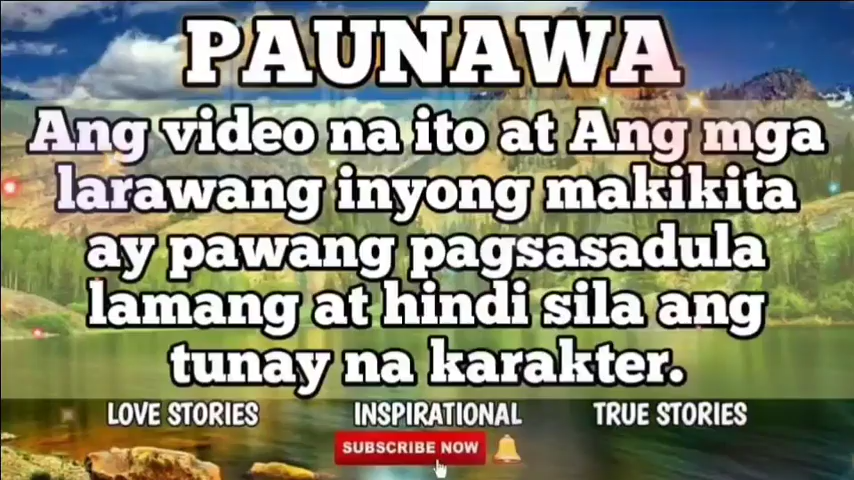 PAUNAWA
Ang video na ito at Ang mga
larawang inyong makikita
ay pawang pagsasadula
lamang at hindi sila ang
tunay na karakter.
LOVE STORIES INSPIRATIONAL TRUE STORIES
SUBSCRIBE NOW